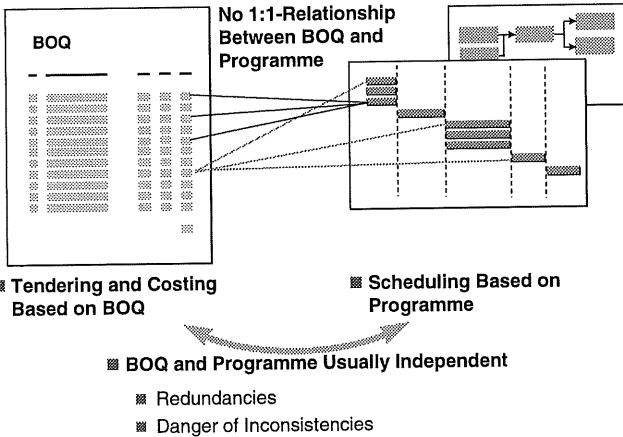 BOQ
No 1:1-Relationship
Between BOQ and
Programme
Tendering and Costing
Based on BOQ
Scheduling Based on
Programme
BOQ and Programme Usually Independent
Redundancies
Danger of Inconsistencies